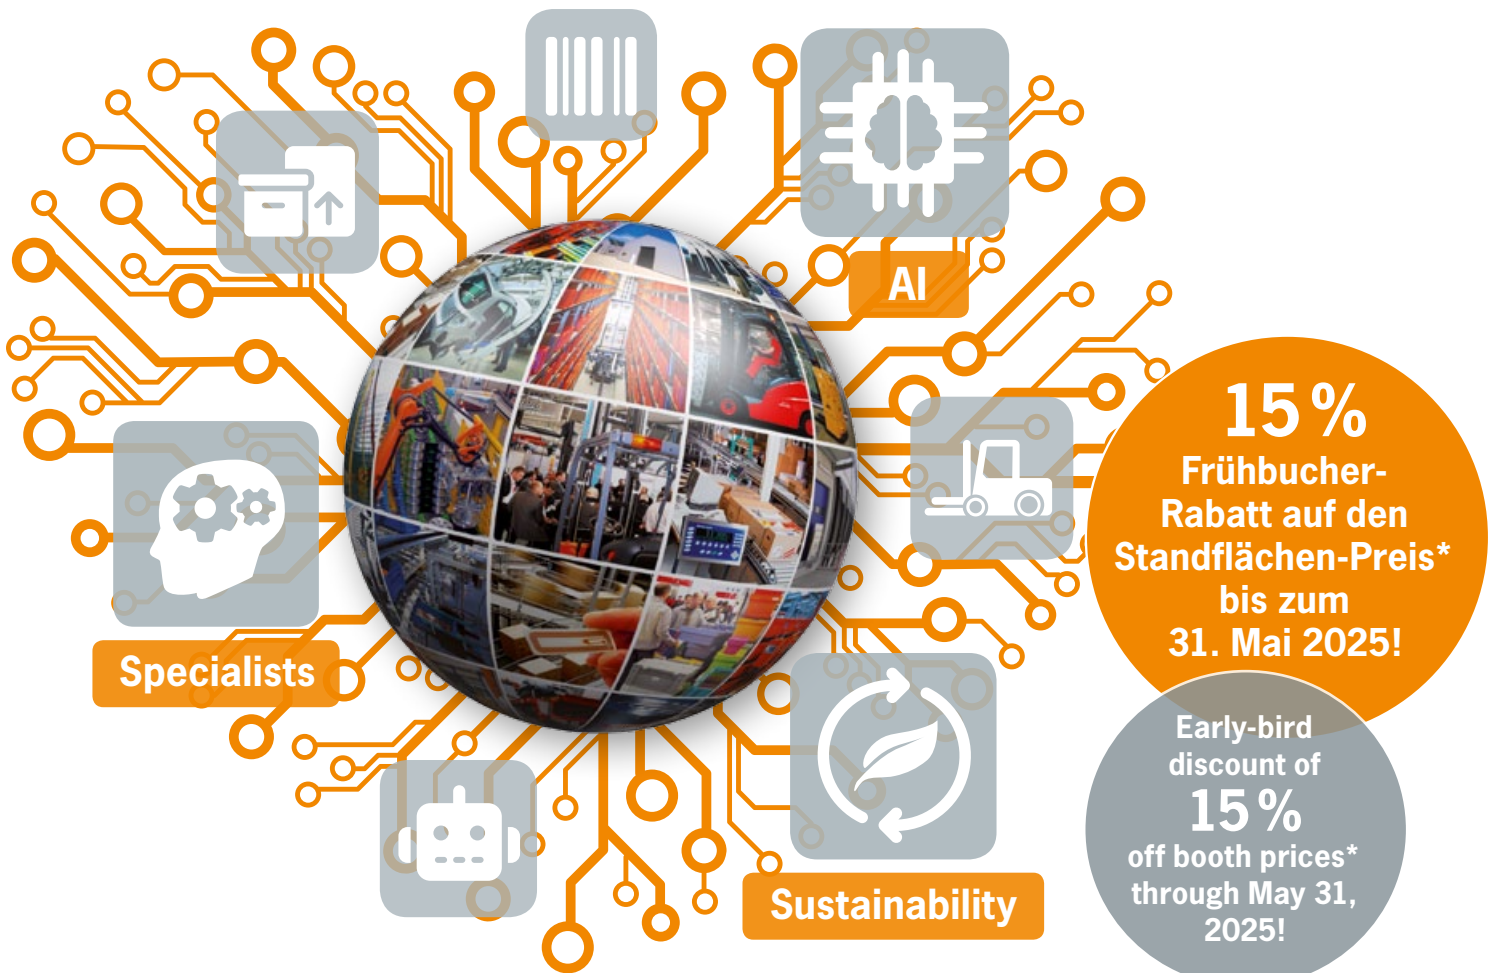 AI
Specialists
Sustainability
15 %
Frühbucher-
Rabatt auf den
Standflächen-Preis*
bis zum
31. Mai 2025!
Early-bird
discount of
15 %
off booth prices*
through May 31,
2025!